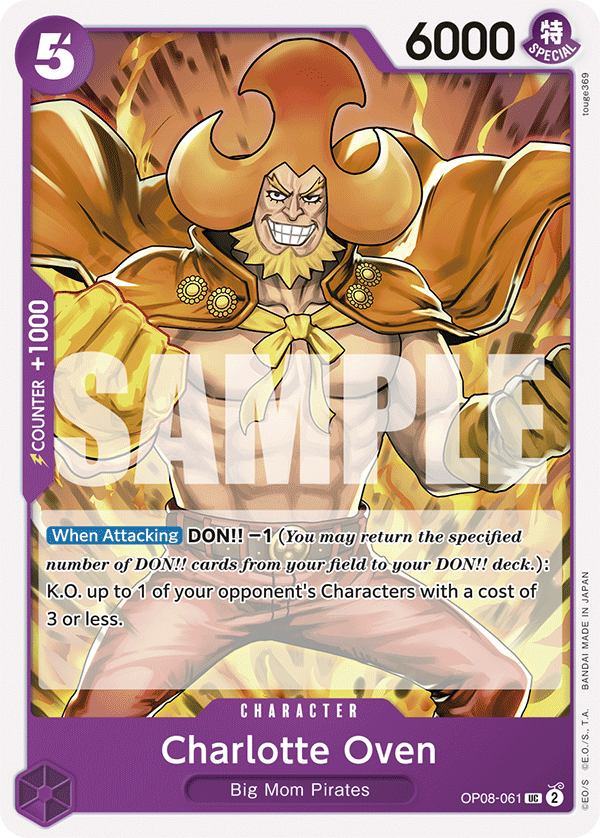 5
6000
特
SPECIAL
touge369
COUNTER +1000
SAMPLE
When Attacking DON!! −1 (You may return the specified
number of DON!! cards from your field to your DON!! deck.):
K.O. up to 1 of your opponent's Characters with a cost of
3 or less.
CHARACTER
Charlotte Oven
Big Mom Pirates
OP08-061 UC 2
©E.O/S ©E.O./S., T.A. BANDAI MADE IN JAPAN